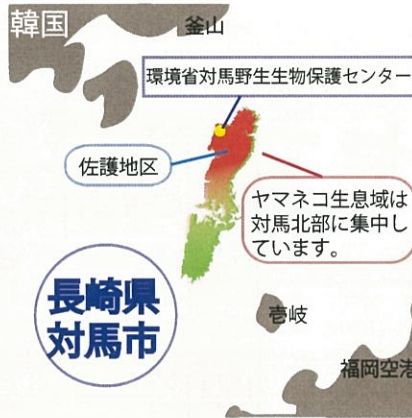 韓国
釜山
環境省対馬野生生物保護センター
佐護地区
ヤマネコ生息域は
対馬北部に集中し
ています。
長崎県
対馬市
壱岐
福岡空港